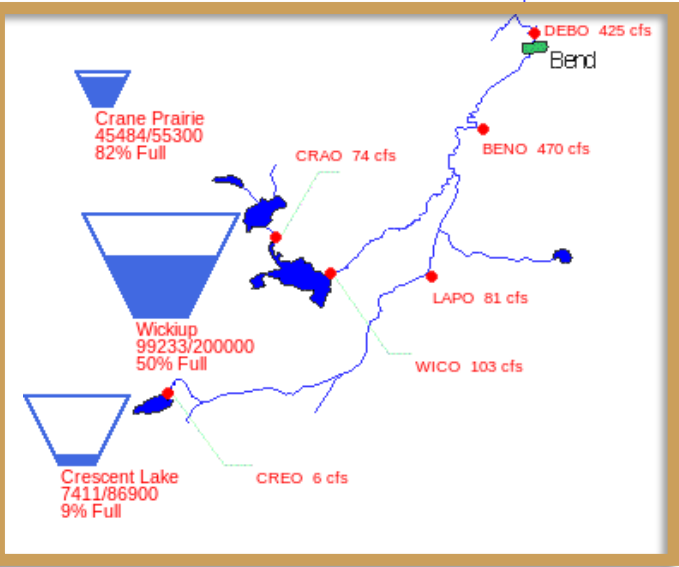 DEBO 425 cfs
Bend
Crane Prairie
45484/55300
82% Full
BENO 470 cfs
CRAO 74 cfs
LAPO 81 cfs
Wickiup
99233/200000
50% Full
WICO 103 cfs
Crescent Lake
7411/86900
9% Full
CREO 6 cfs